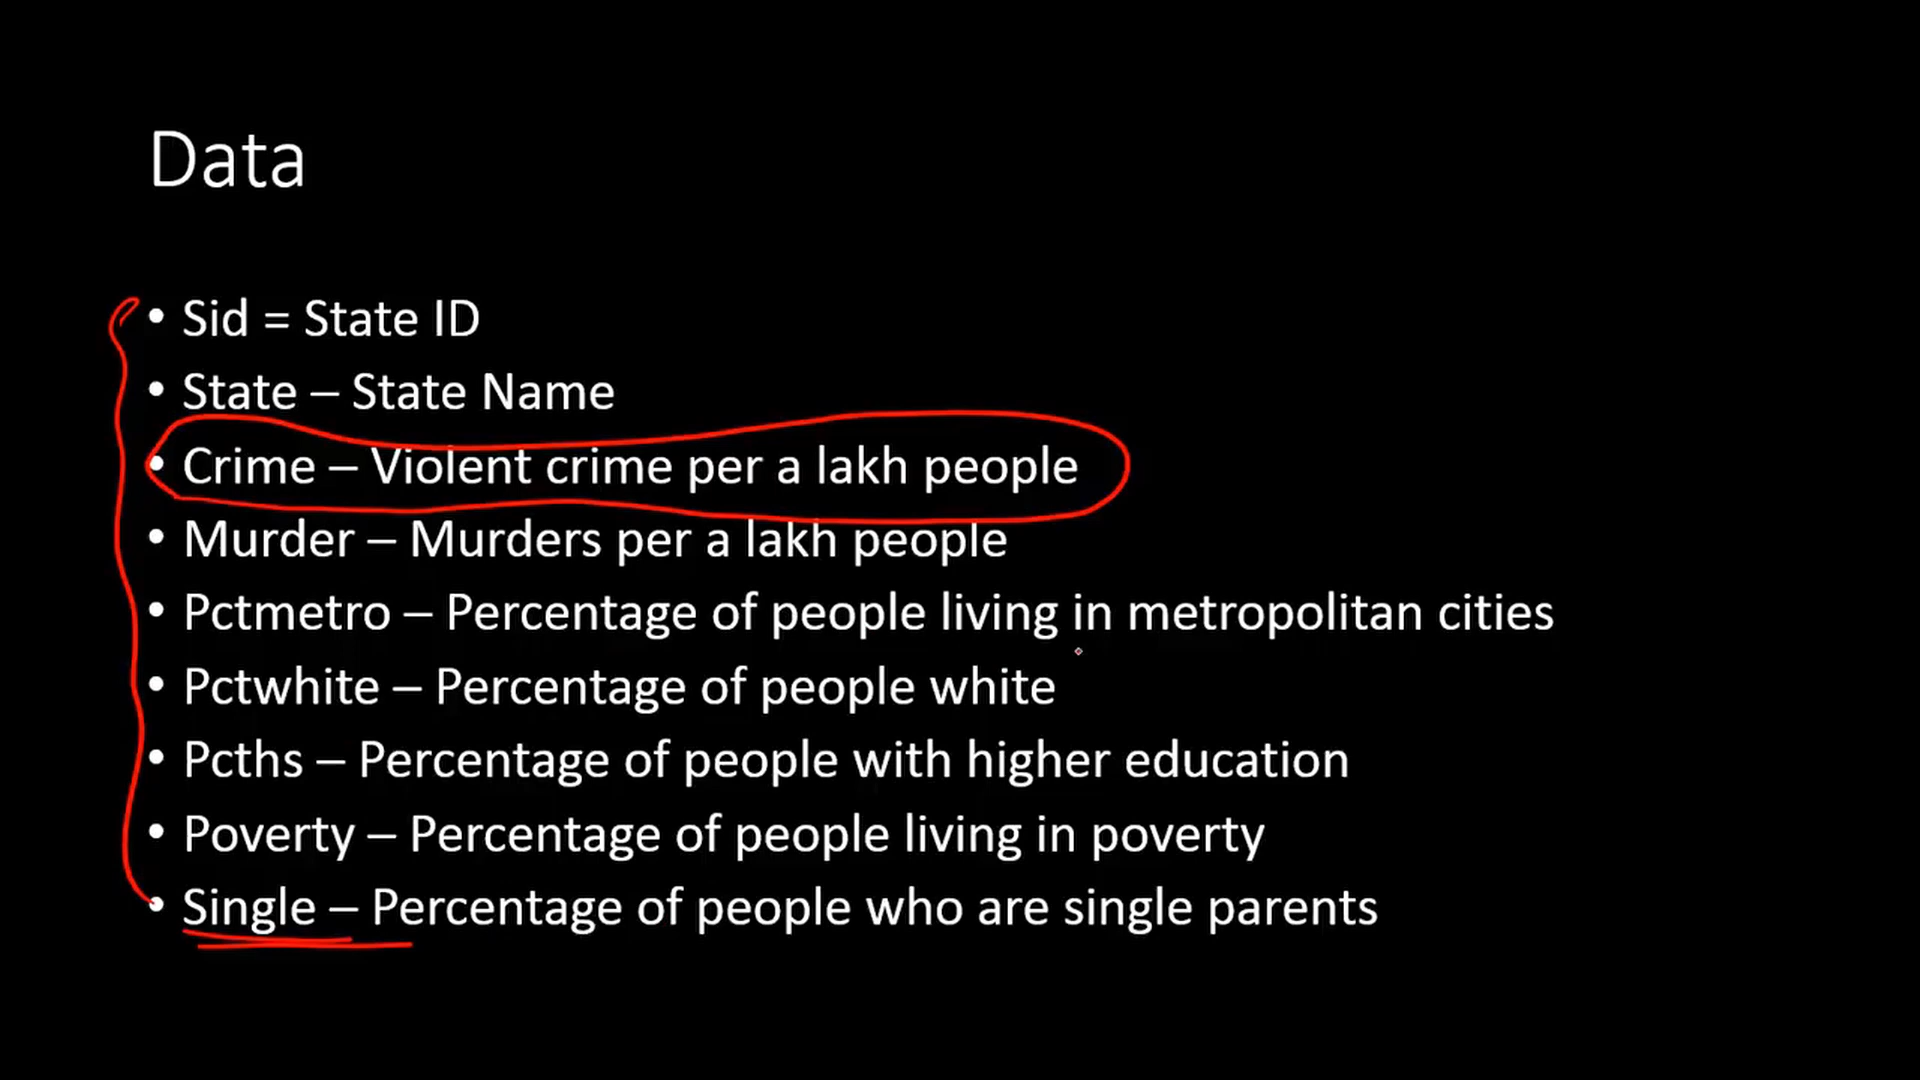 Data
• Sid = State ID
• State – State Name
• Crime – Violent crime per a lakh people
• Murder – Murders per a lakh people
• Pctmetro – Percentage of people living in metropolitan cities
• Pctwhite – Percentage of people white
• Pcths – Percentage of people with higher education
• Poverty – Percentage of people living in poverty
• Single – Percentage of people who are single parents